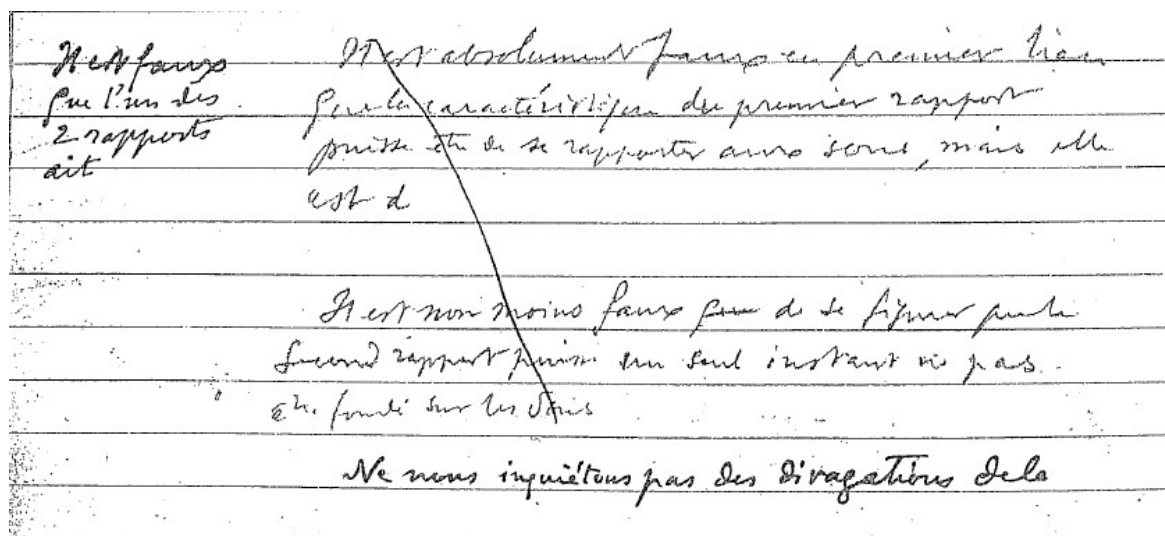 Il est faux
que l'un des
2 rapports
ait
Il est absolument faux en premier lieu
que la caractéristique du premier rapport
puisse être de se rapporter aux sons, mais elle
est d
Il est non moins faux que de se figurer que le
second rapport puisse un seul instant ne pas
être fondé sur les sons
Ne nous inquiétons pas des divagations de la